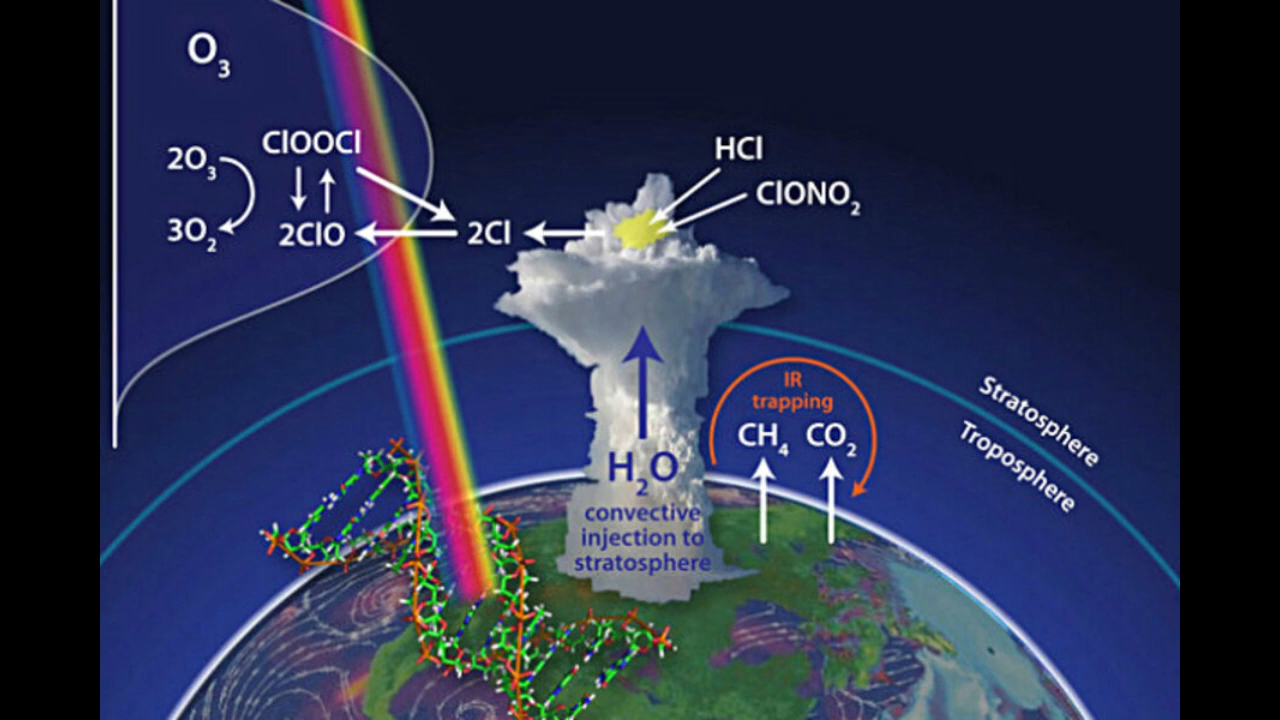 O₃
ClOOCl
2O₃
3O₂
2ClO
2Cl
HCl
ClONO₂
IR
trapping
CH₄ CO₂
H₂O
convective
injection to
stratosphere
Stratosphere
Troposphere